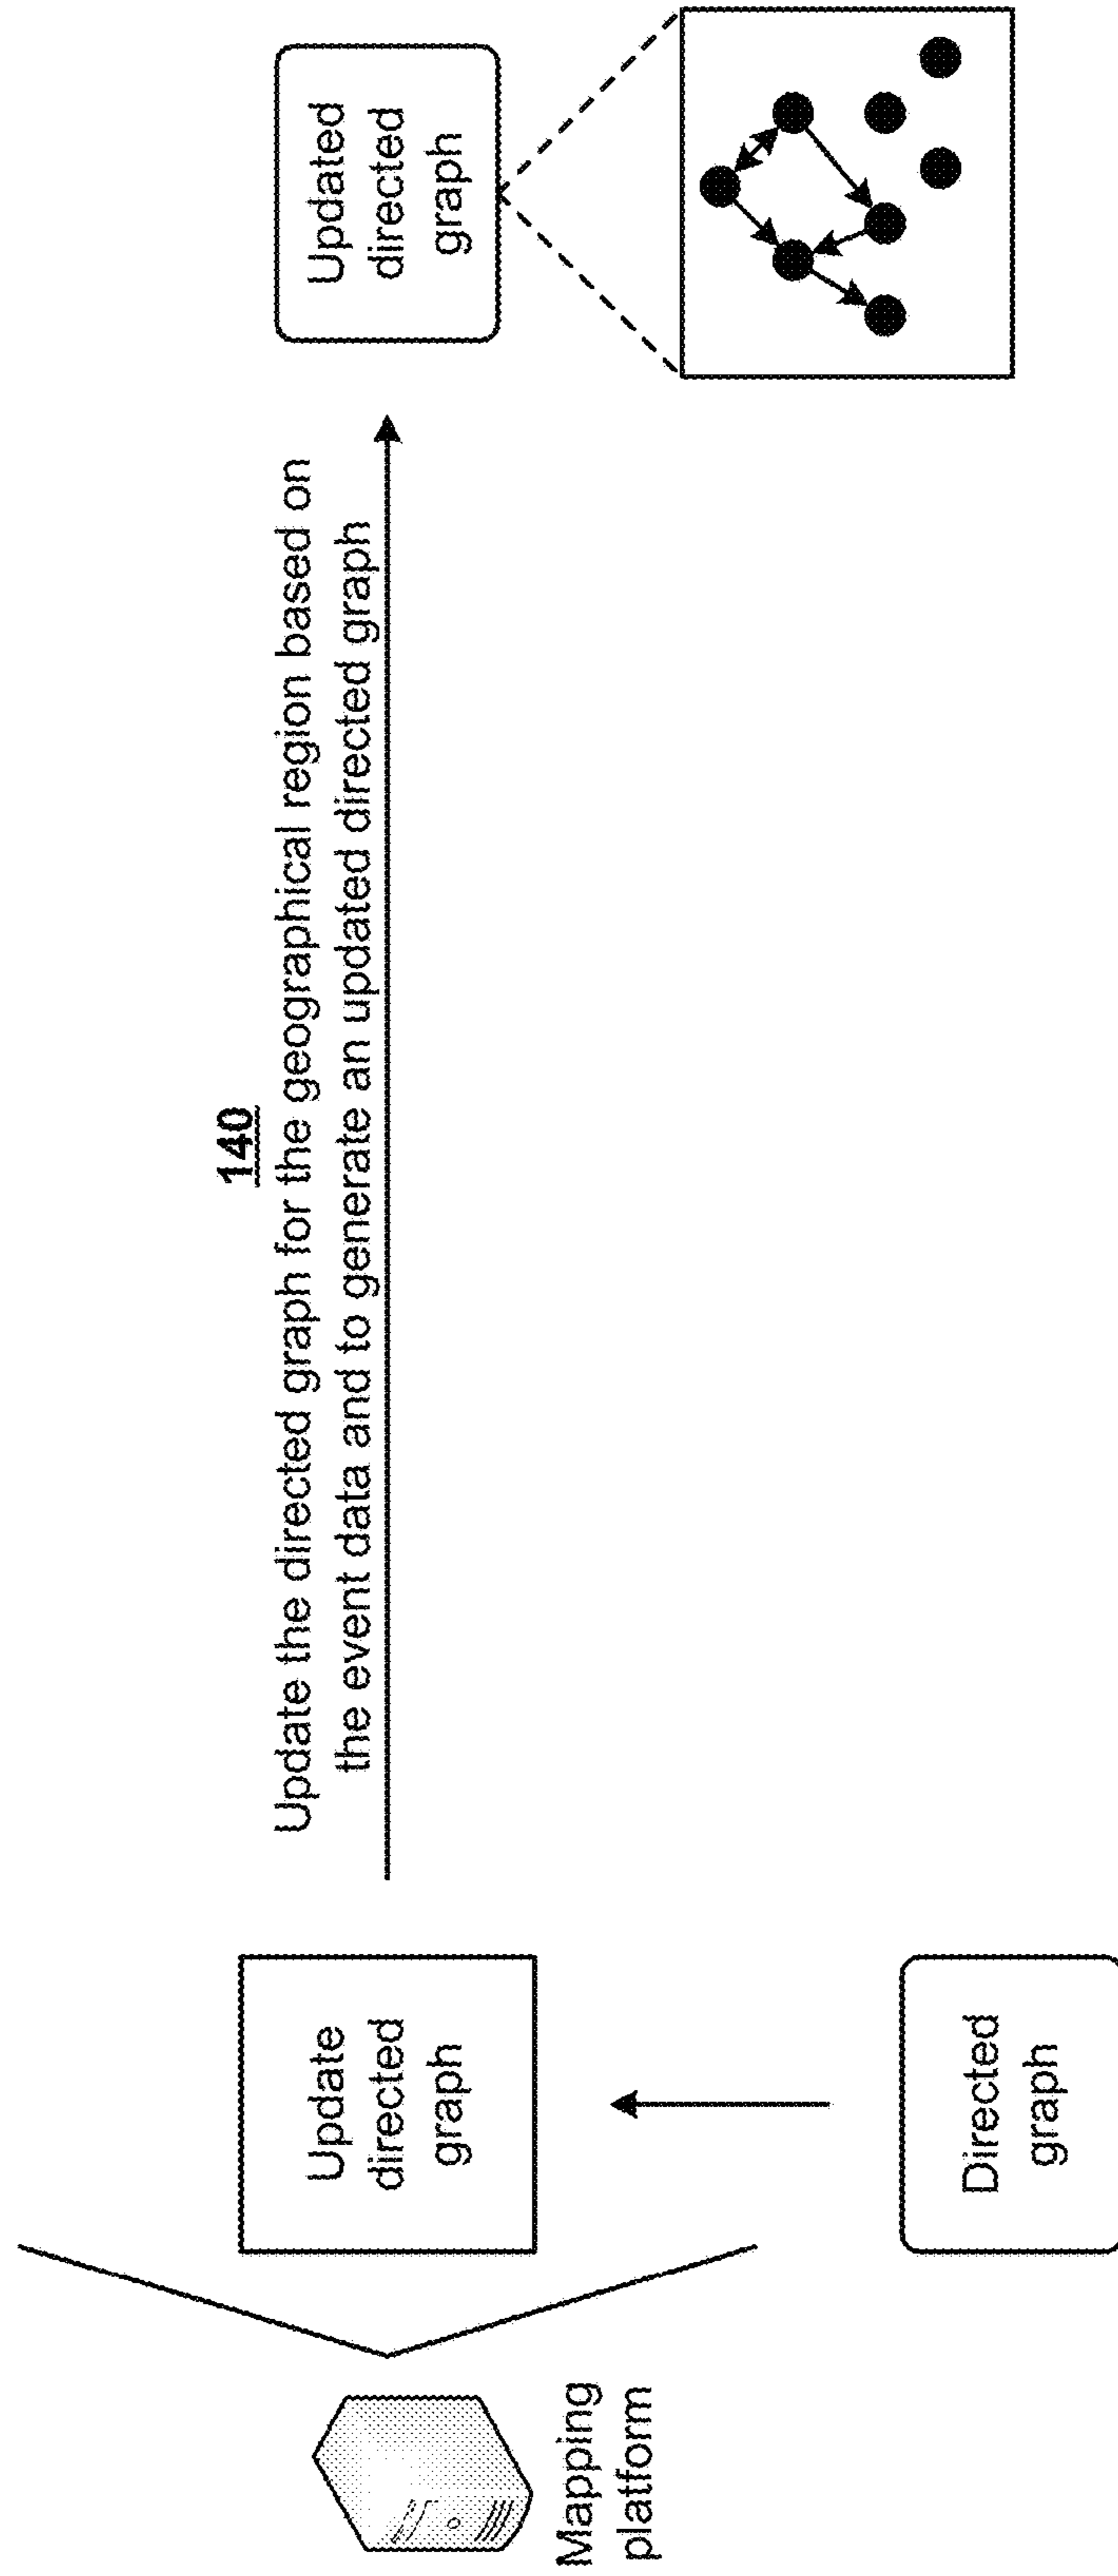 140
Update the directed graph for the geographical region based on
the event data and to generate an updated directed graph
Mapping
platform
Update
directed
graph
Updated
directed
graph
Directed
graph